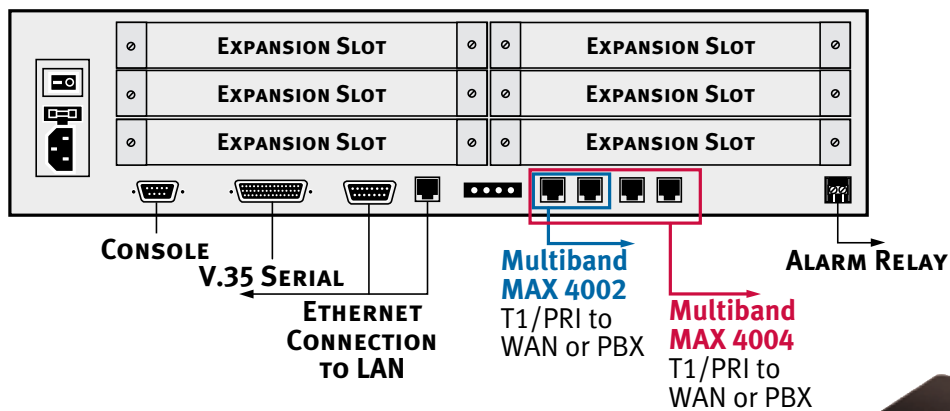 EXPANSION SLOT
EXPANSION SLOT
EXPANSION SLOT
EXPANSION SLOT
EXPANSION SLOT
EXPANSION SLOT
CONSOLE
V.35 SERIAL
ETHERNET
CONNECTION
TO LAN
Multiband
MAX 4002
T1/PRI to
WAN or PBX
Multiband
MAX 4004
T1/PRI to
WAN or PBX
ALARM RELAY